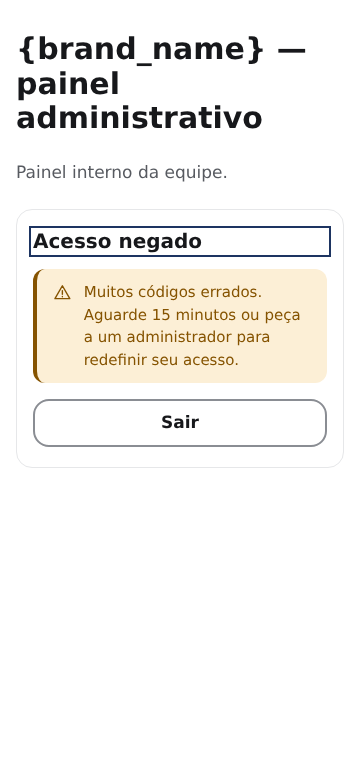 {brand_name} —
painel
administrativo
Painel interno da equipe.
Acesso negado
Muitos códigos errados.
Aguarde 15 minutos ou peça
a um administrador para
redefinir seu acesso.
Sair